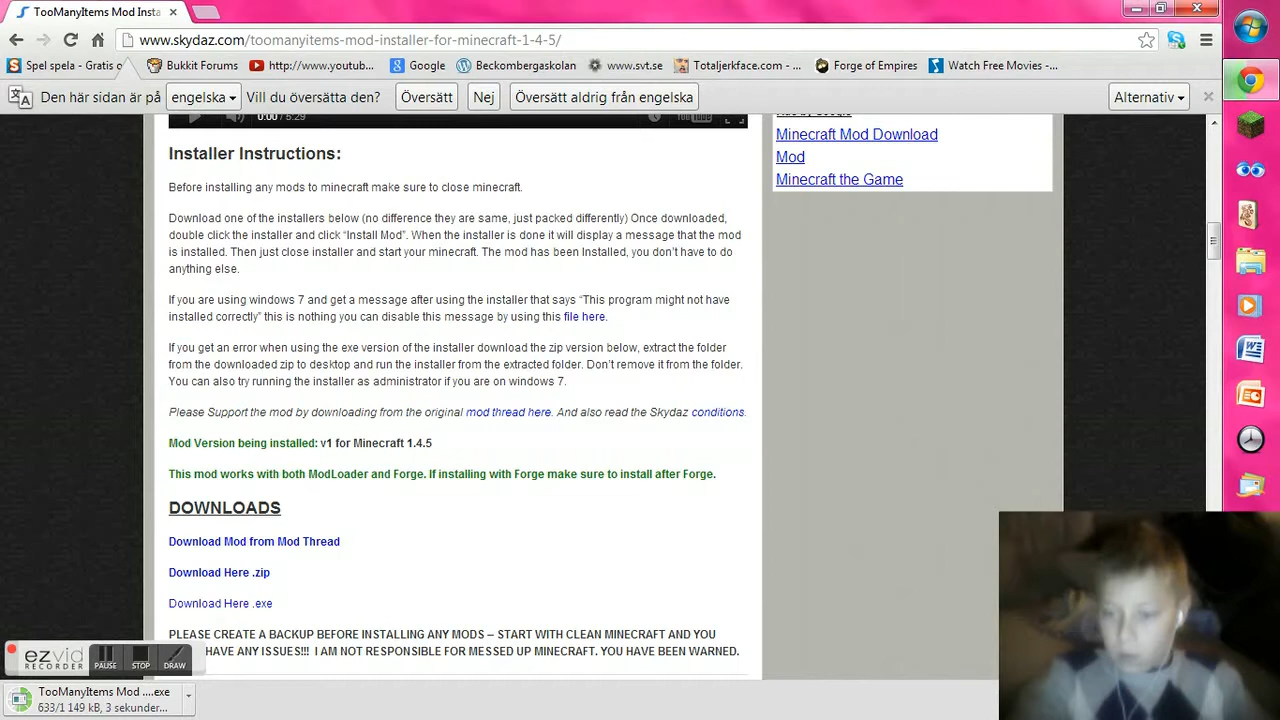 TooManyItems Mod Insta
www.skydaz.com/toomanyitems-mod-installer-for-minecraft-1-4-5/
Spel spela - Gratis o
Bukkit Forums
http://www.youtub...
Google
Beckombergaskolan
www.svt.se
Totaljerkface.com - ...
Forge of Empires
Watch Free Movies -...
Den här sidan är på
engelska
Vill du översätta den?
Översätt
Nej
Översätt aldrig från engelska
Alternativ
0:00 / 5:29
Minecraft Mod Download
Mod
Minecraft the Game
Installer Instructions:
Before installing any mods to minecraft make sure to close minecraft.
Download one of the installers below (no difference they are same, just packed differently) Once downloaded,
double click the installer and click “Install Mod”. When the installer is done it will display a message that the mod
is installed. Then just close installer and start your minecraft. The mod has been Installed, you don’t have to do
anything else.
If you are using windows 7 and get a message after using the installer that says “This program might not have
installed correctly” this is nothing you can disable this message by using this file here.
If you get an error when using the exe version of the installer download the zip version below, extract the folder
from the downloaded zip to desktop and run the installer from the extracted folder. Don’t remove it from the folder.
You can also try running the installer as administrator if you are on windows 7.
Please Support the mod by downloading from the original mod thread here. And also read the Skydaz conditions.
Mod Version being installed: v1 for Minecraft 1.4.5
This mod works with both ModLoader and Forge. If installing with Forge make sure to install after Forge.
DOWNLOADS
Download Mod from Mod Thread
Download Here .zip
Download Here .exe
PLEASE CREATE A BACKUP BEFORE INSTALLING ANY MODS – START WITH CLEAN MINECRAFT AND YOU
HAVE ANY ISSUES!!! I AM NOT RESPONSIBLE FOR MESSED UP MINECRAFT. YOU HAVE BEEN WARNED.
ezvid
RECORDER
PAUSE
STOP
DRAW
TooManyItems Mod ....exe
633/1 149 kB, 3 sekunder...